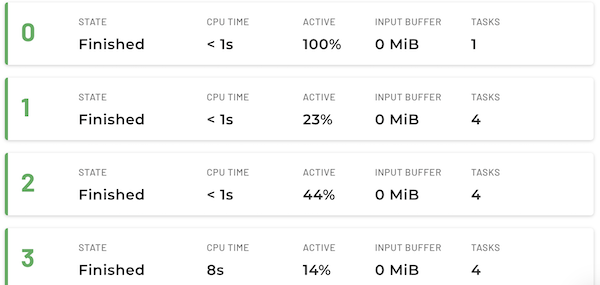 0 STATE CPU TIME ACTIVE INPUT BUFFER TASKS
Finished < 1s 100% 0 MiB 1
1 STATE CPU TIME ACTIVE INPUT BUFFER TASKS
Finished < 1s 23% 0 MiB 4
2 STATE CPU TIME ACTIVE INPUT BUFFER TASKS
Finished < 1s 44% 0 MiB 4
3 STATE CPU TIME ACTIVE INPUT BUFFER TASKS
Finished 8s 14% 0 MiB 4